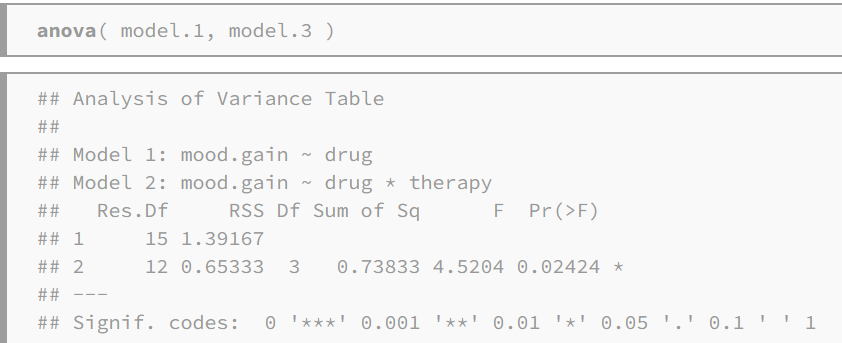 anova( model.1, model.3 )
## Analysis of Variance Table
##
## Model 1: mood.gain ~ drug
## Model 2: mood.gain ~ drug * therapy
##   Res.Df     RSS Df Sum of Sq      F  Pr(>F)
## 1     15 1.39167
## 2     12 0.65333  3   0.73833 4.5204 0.02424 *
## ---
## Signif. codes:  0 '***' 0.001 '**' 0.01 '*' 0.05 '.' 0.1 ' ' 1